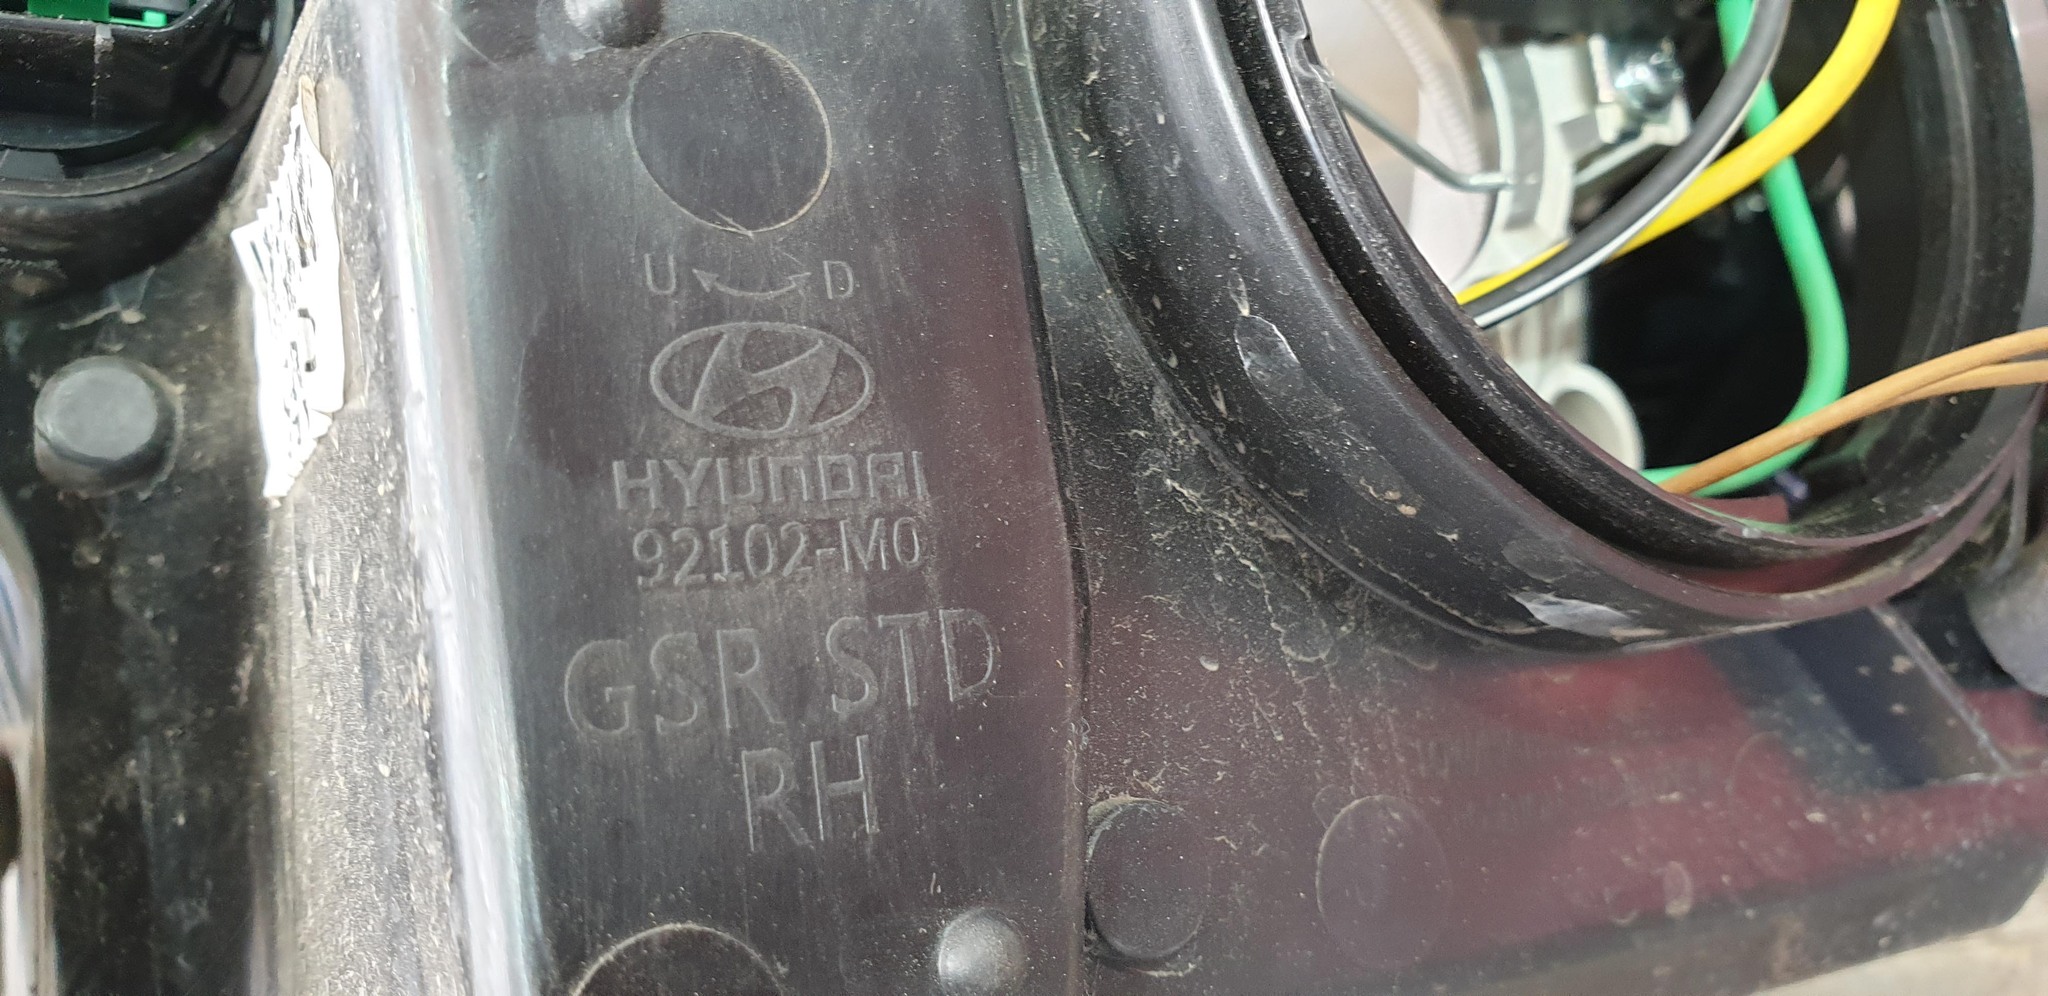 U D
HYUNDAI
92102-M0
GSR STD
RH